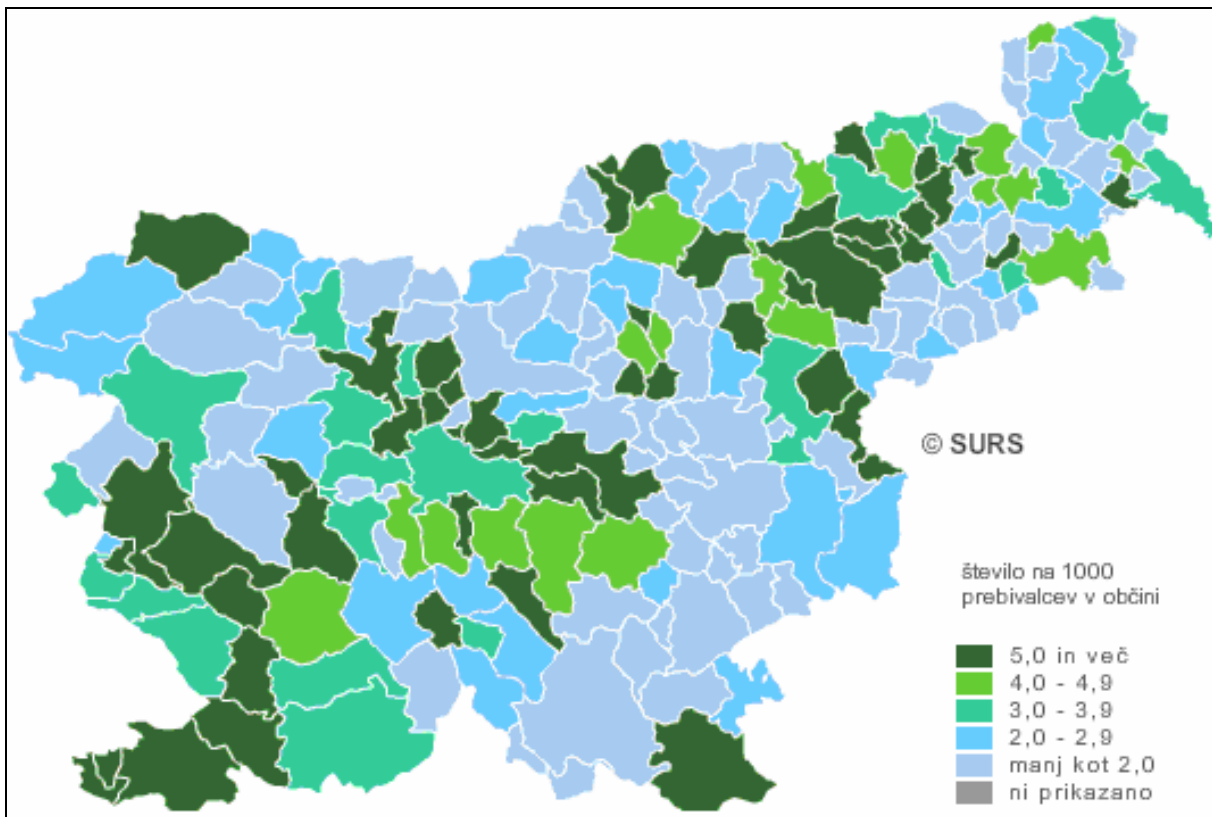 © SURS
število na 1000
prebivalcev v občini
5,0 in več
4,0 - 4,9
3,0 - 3,9
2,0 - 2,9
manj kot 2,0
ni prikazano